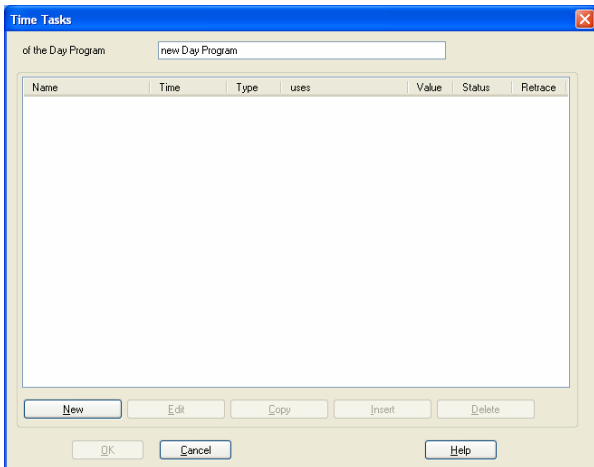 Time Tasks
of the Day Program new Day Program
Name Time Type uses Value Status Retrace
New Edit Copy Insert Delete
OK Cancel Help